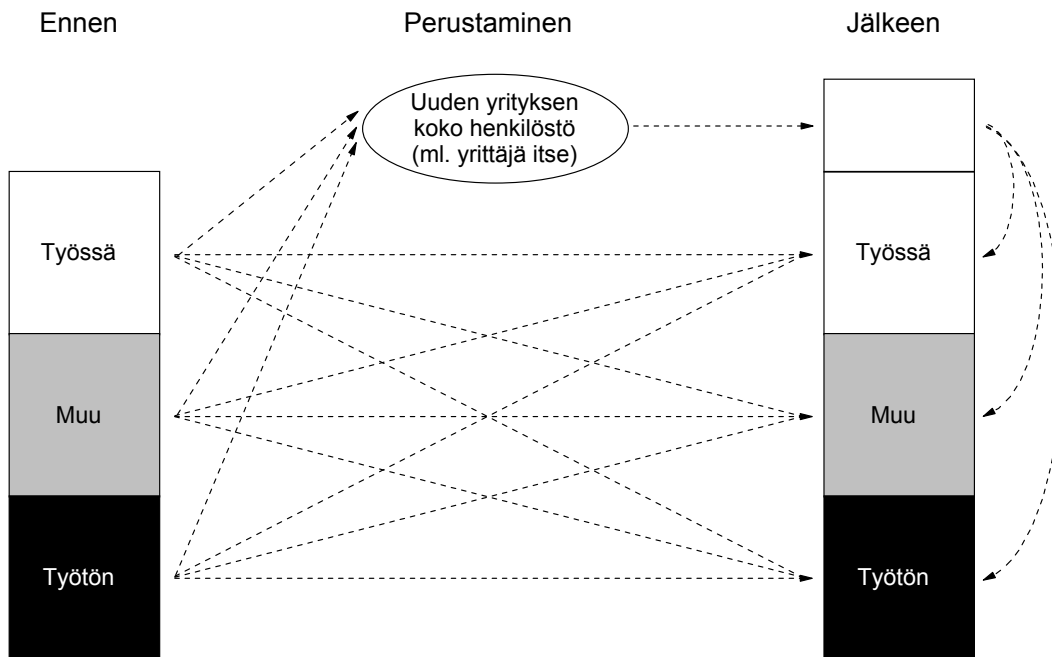 Ennen
Perustaminen
Jälkeen
Uuden yrityksen
koko henkilöstö
(ml. yrittäjä itse)
Työssä
Työssä
Muu
Muu
Työtön
Työtön